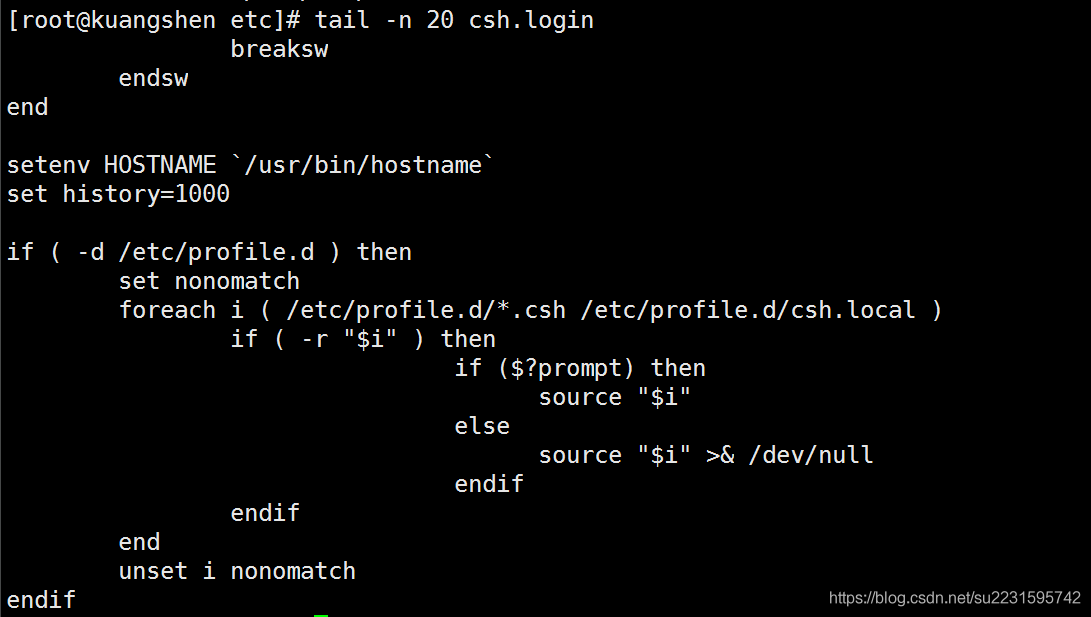 [root@kuangshen etc]# tail -n 20 csh.login
                breaksw
        endsw
end

setenv HOSTNAME `/usr/bin/hostname`
set history=1000

if ( -d /etc/profile.d ) then
        set nonomatch
        foreach i ( /etc/profile.d/*.csh /etc/profile.d/csh.local )
                if ( -r "$i" ) then
                                if ($?prompt) then
                                      source "$i"
                                else
                                      source "$i" >& /dev/null
                                endif
                endif
        end
        unset i nonomatch
endif
https://blog.csdn.net/su2231595742